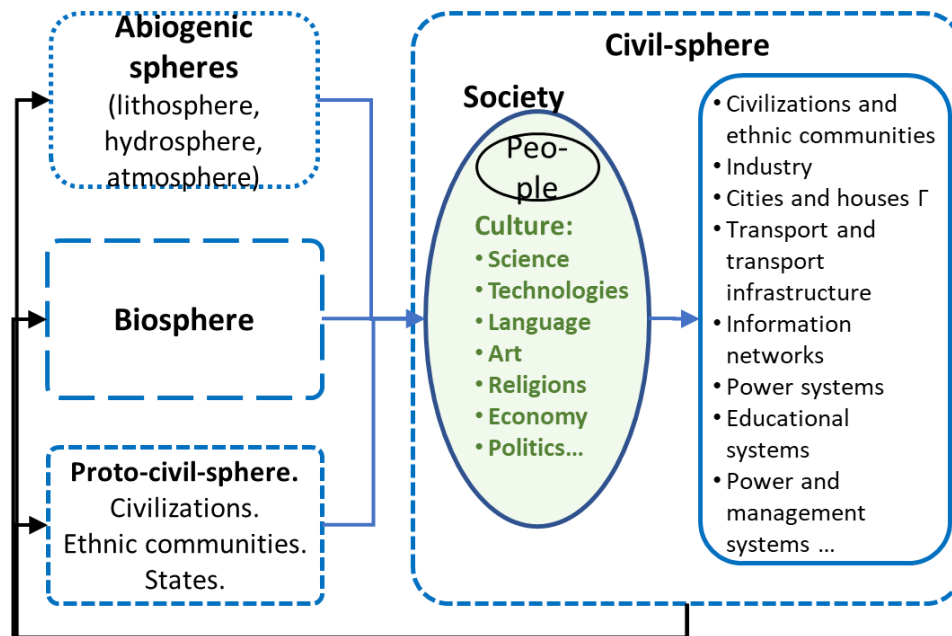 Abiogenic
spheres
(lithosphere,
hydrosphere,
atmosphere)
Biosphere
Proto-civil-sphere.
Civilizations.
Ethnic communities.
States.
Civil-sphere
Society
Peo-
ple
Culture:
• Science
• Technologies
• Language
• Art
• Religions
• Economy
• Politics...
• Civilizations and
ethnic communities
• Industry
• Cities and houses Г
• Transport and
transport
infrastructure
• Information
networks
• Power systems
• Educational
systems
• Power and
management
systems ...